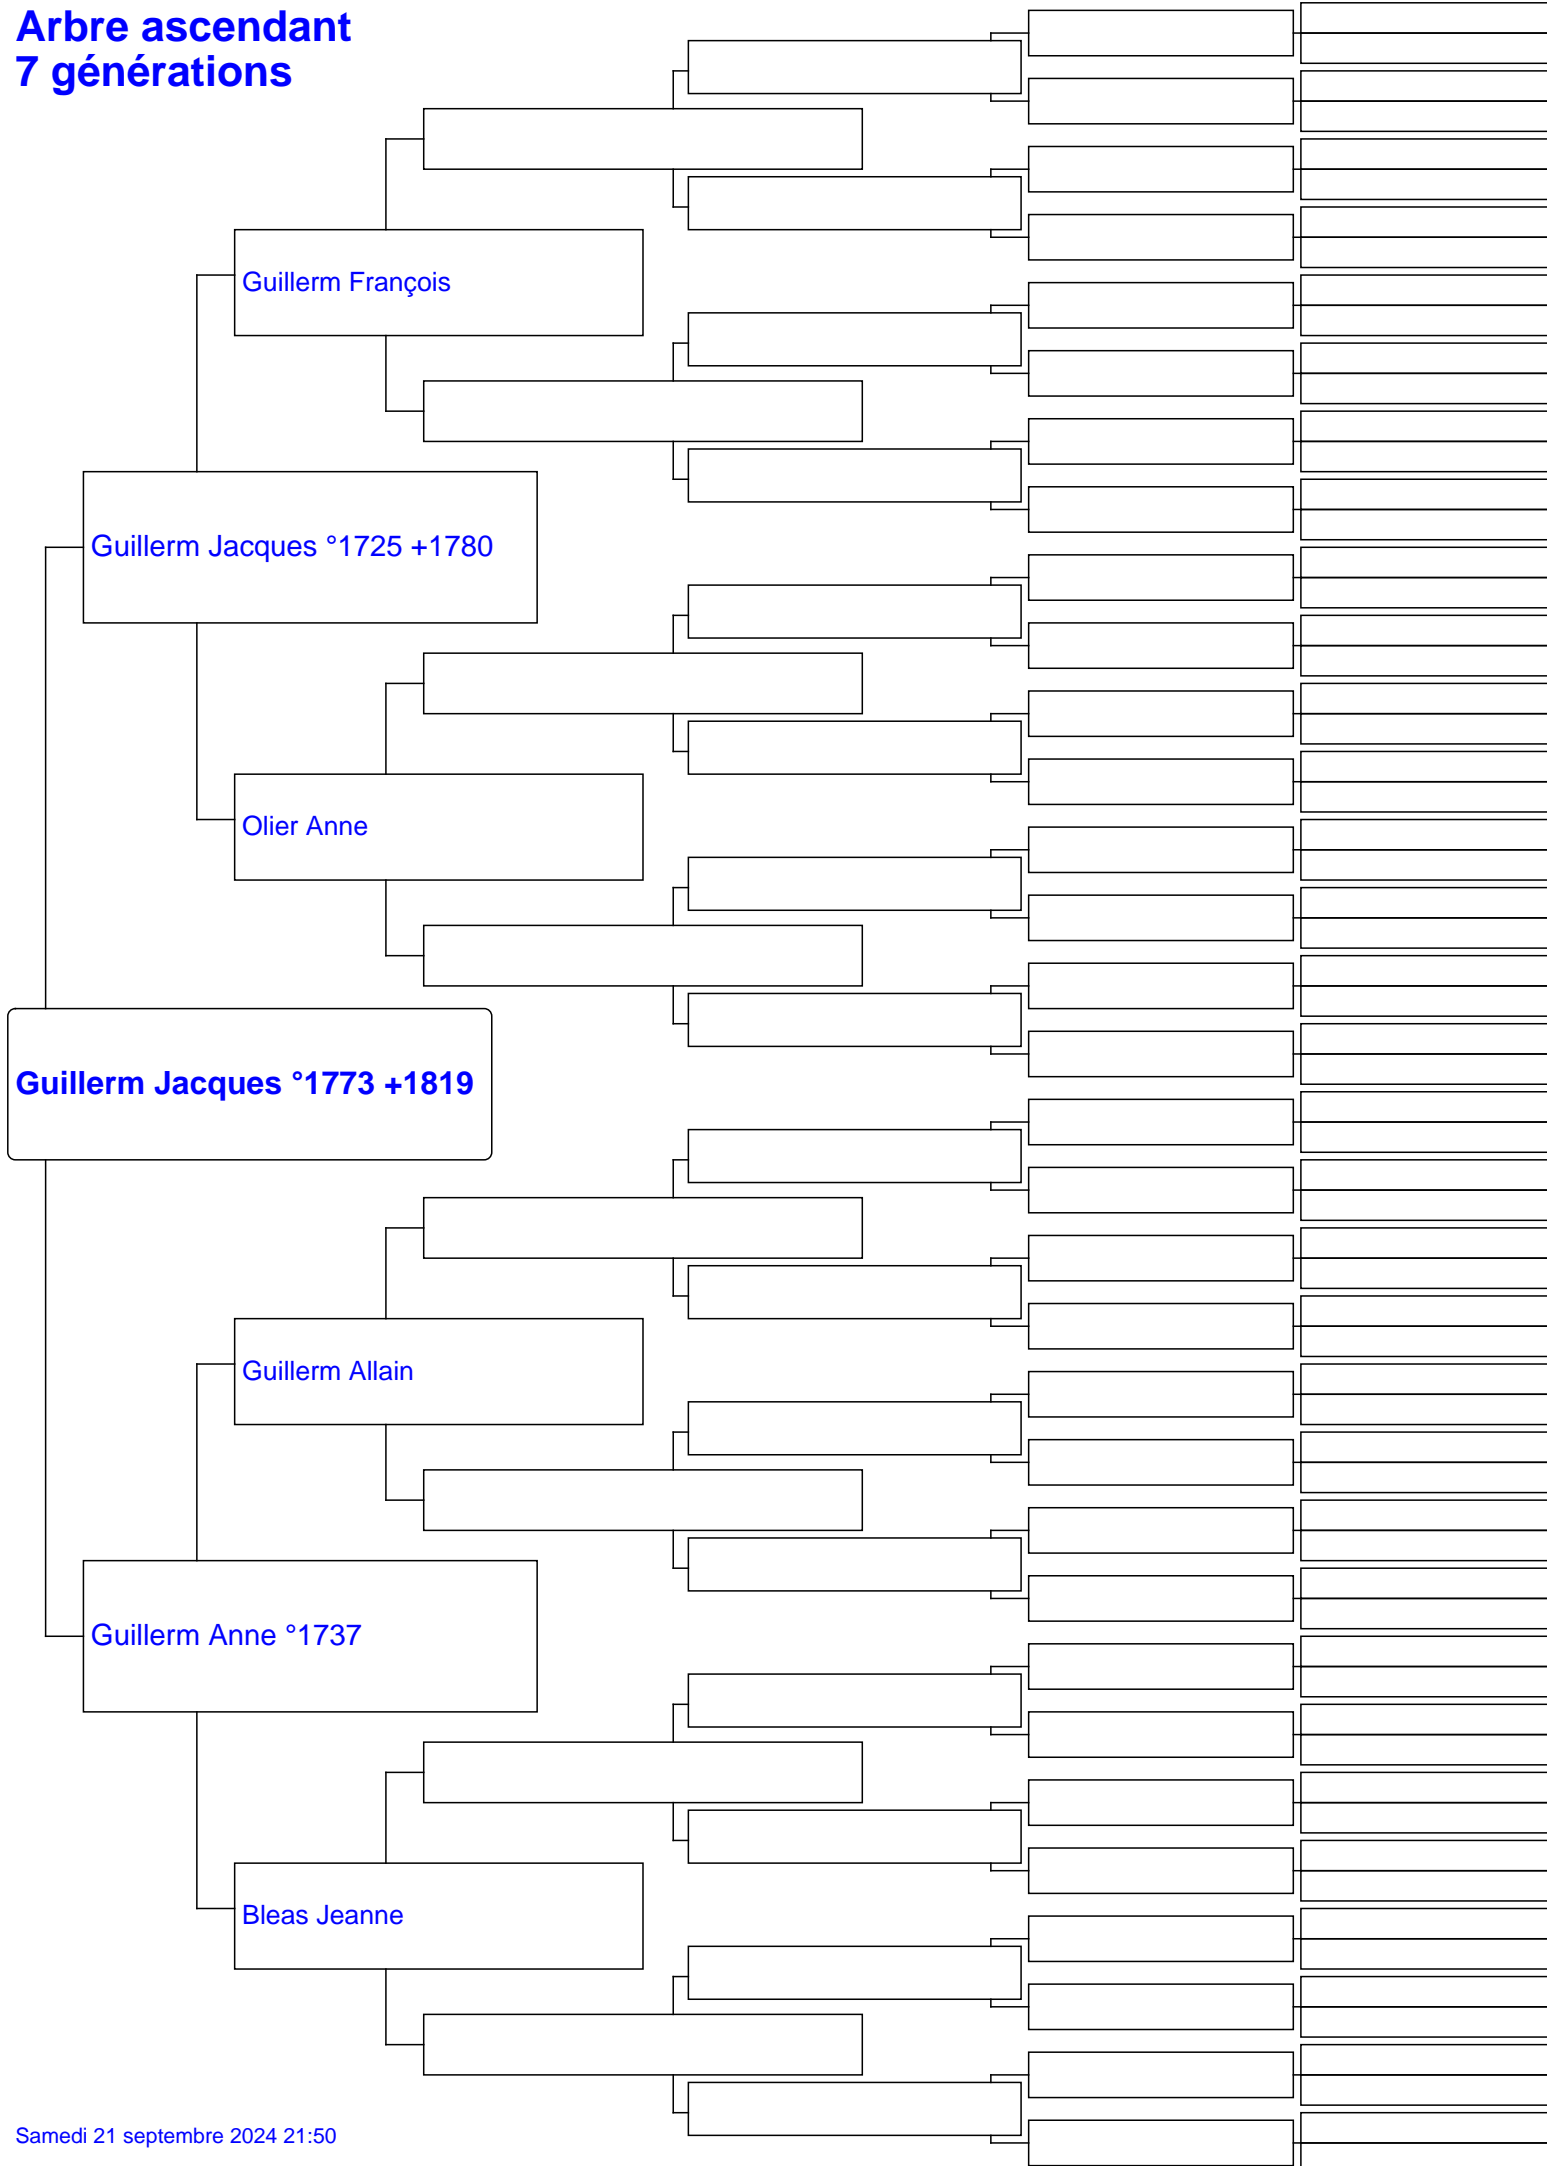 Arbre ascendant
7 générations
Guillerm François
Guillerm Jacques °1725 +1780
Olier Anne
Guillerm Jacques °1773 +1819
Guillerm Allain
Guillerm Anne °1737
Bleas Jeanne
Samedi 21 septembre 2024 21:50